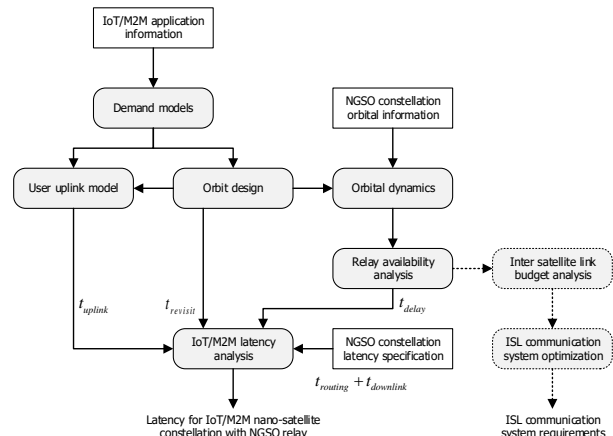 IoT/M2M application
information
Demand models
NGSO constellation
orbital information
User uplink model
Orbit design
Orbital dynamics
Relay availability
analysis
Inter satellite link
budget analysis
t_uplink
t_revisit
t_delay
IoT/M2M latency
analysis
NGSO constellation
latency specification
ISL communication
system optimization
t_routing + t_downlink
Latency for IoT/M2M nano-satellite
constellation with NGSO relay
ISL communication
system requirements